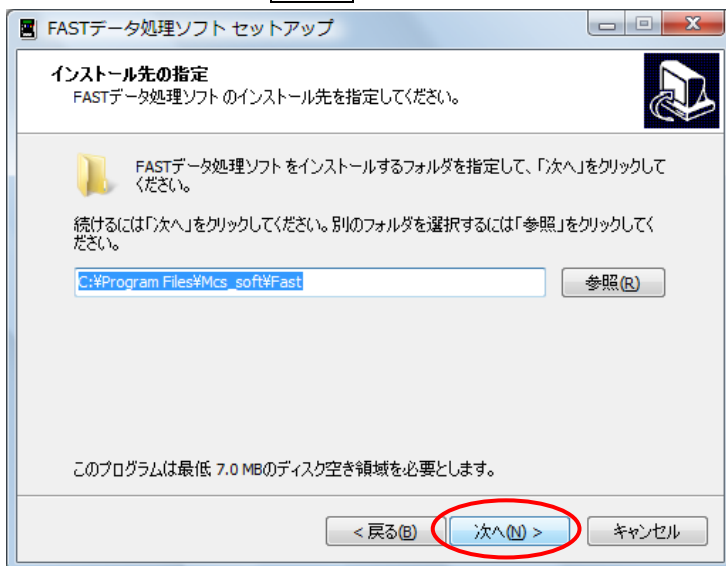 FASTデータ処理ソフト セットアップ
インストール先の指定
FASTデータ処理ソフト のインストール先を指定してください。
FASTデータ処理ソフト をインストールするフォルダを指定して、「次へ」をクリックして
ください。
続けるには「次へ」をクリックしてください。別のフォルダを選択するには「参照」をクリックしてく
ださい。
C:¥Program Files¥Mcs_soft¥Fast
参照(R)
このプログラムは最低 7.0 MBのディスク空き領域を必要とします。
< 戻る(B)
次へ(N) >
キャンセル